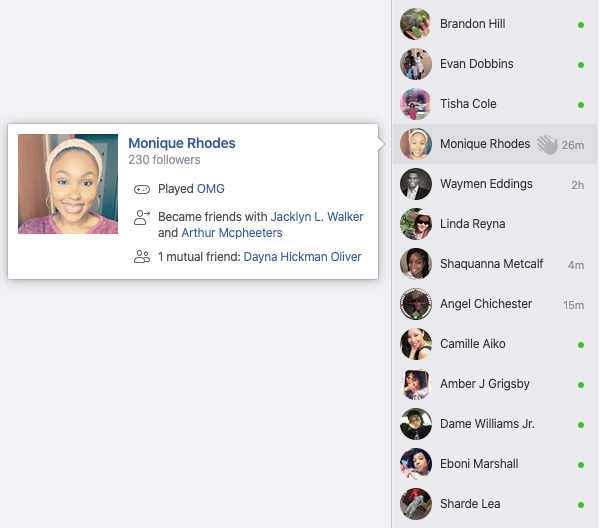 Monique Rhodes
230 followers
Played OMG
Became friends with Jacklyn L. Walker
and Arthur Mcpheeters
1 mutual friend: Dayna Hickman Oliver
Brandon Hill
Evan Dobbins
Tisha Cole
Monique Rhodes 26m
Waymen Eddings 2h
Linda Reyna
Shaquanna Metcalf 4m
Angel Chichester 15m
Camille Aiko
Amber J Grigsby
Dame Williams Jr.
Eboni Marshall
Sharde Lea